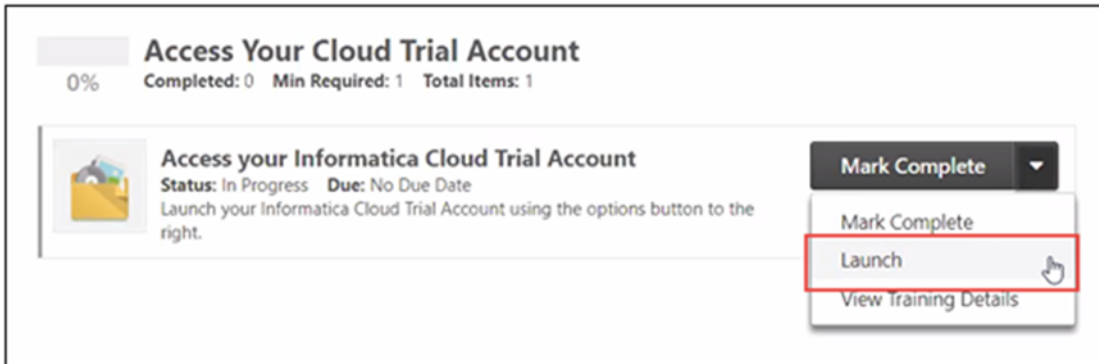 Access Your Cloud Trial Account
0%
Completed: 0 Min Required: 1 Total Items: 1
Access your Informatica Cloud Trial Account
Status: In Progress Due: No Due Date
Launch your Informatica Cloud Trial Account using the options button to the
right.
Mark Complete
Mark Complete
Launch
View Training Details